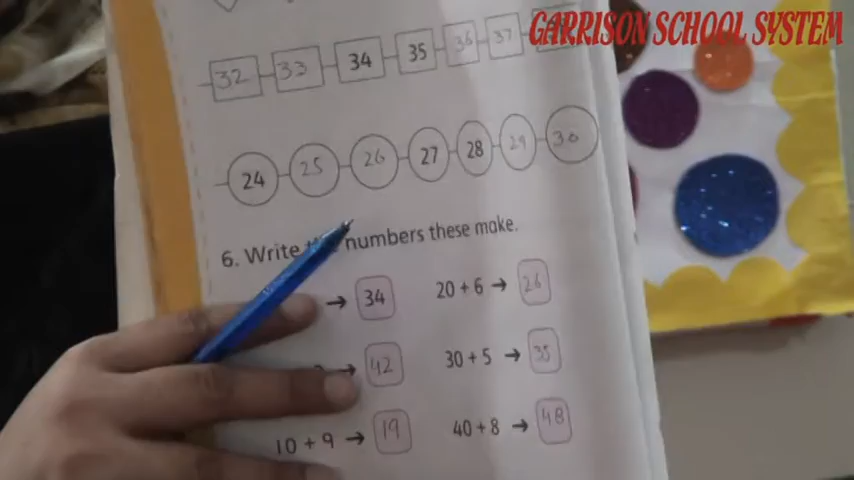 GARRISON SCHOOL SYSTEM
32 33 34 35 36 37
24 25 26 27 28 29 30
6. Write numbers these make.
→ 34 20 + 6 → 26
→ 42 30 + 5 → 35
10 + 9 → 19 40 + 8 → 48